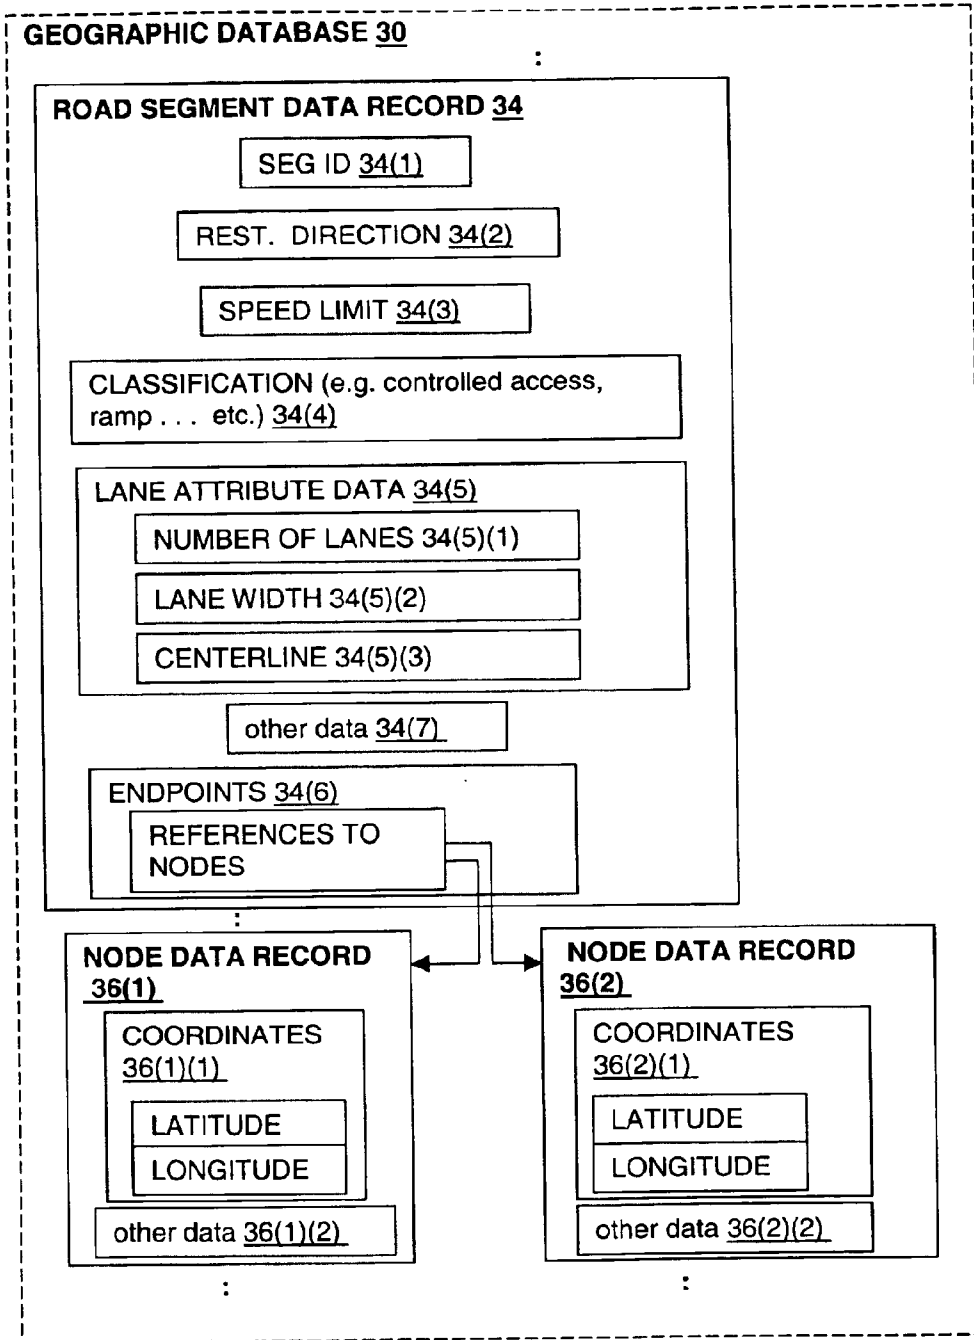 GEOGRAPHIC DATABASE 30
:
ROAD SEGMENT DATA RECORD 34
SEG ID 34(1)
REST. DIRECTION 34(2)
SPEED LIMIT 34(3)
CLASSIFICATION (e.g. controlled access,
ramp . . . etc.) 34(4)
LANE ATTRIBUTE DATA 34(5)
NUMBER OF LANES 34(5)(1)
LANE WIDTH 34(5)(2)
CENTERLINE 34(5)(3)
other data 34(7)
ENDPOINTS 34(6)
REFERENCES TO
NODES
:
NODE DATA RECORD
36(1)
COORDINATES
36(1)(1)
LATITUDE
LONGITUDE
other data 36(1)(2)
:
NODE DATA RECORD
36(2)
COORDINATES
36(2)(1)
LATITUDE
LONGITUDE
other data 36(2)(2)
: